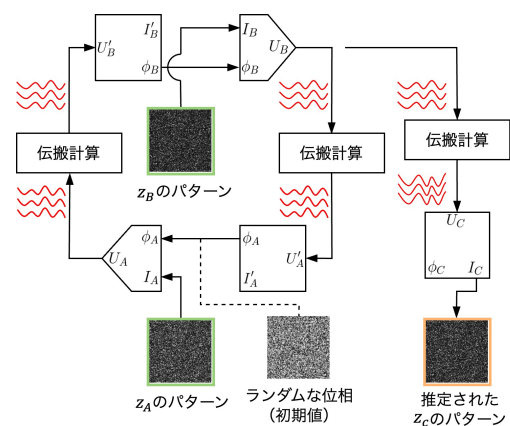 U'_B
I'_B
ϕ_B
I_B
ϕ_B
U_B
伝搬計算
z_Bのパターン
伝搬計算
伝搬計算
U_A
ϕ_A
I_A
ϕ_A
I'_A
U'_A
U_C
ϕ_C
I_C
z_Aのパターン
ランダムな位相
(初期値)
推定された
z_cのパターン